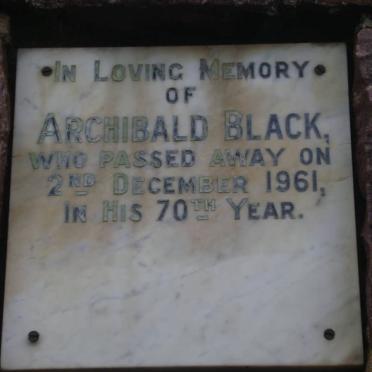 In Loving Memory
OF
Archibald Black,
WHO PASSED AWAY ON
2ND December 1961,
in His 70TH Year.